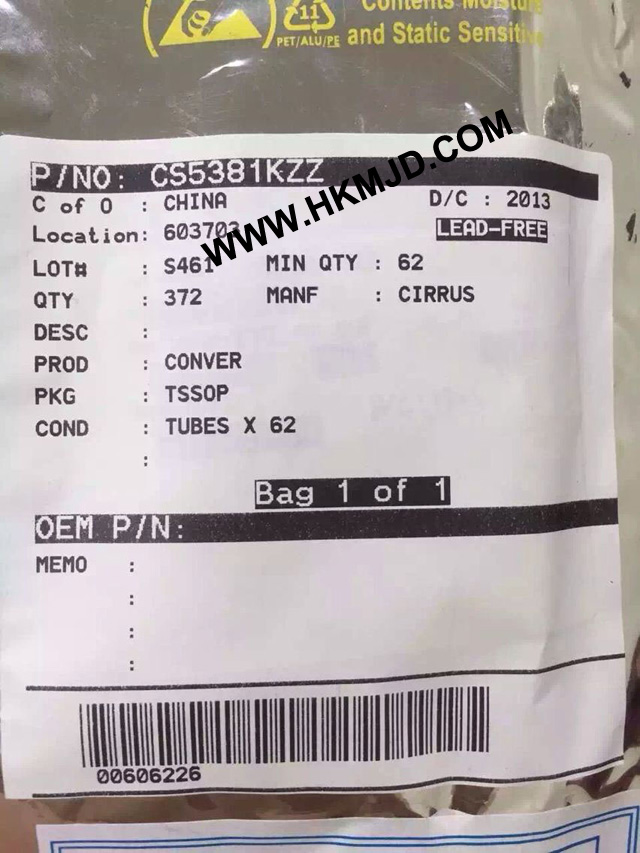 Contents Moisture
11
PET/ALU/PE
and Static Sensitive
P/NO: CS5381KZZ
C of O : CHINA D/C : 2013
Location: 603703 LEAD-FREE
LOT# : S461 MIN QTY : 62
QTY : 372 MANF : CIRRUS
DESC :
PROD : CONVER
PKG : TSSOP
COND : TUBES X 62
:
Bag 1 of 1
OEM P/N:
MEMO :
:
:
:
00606226
WWW.HKMJD.COM